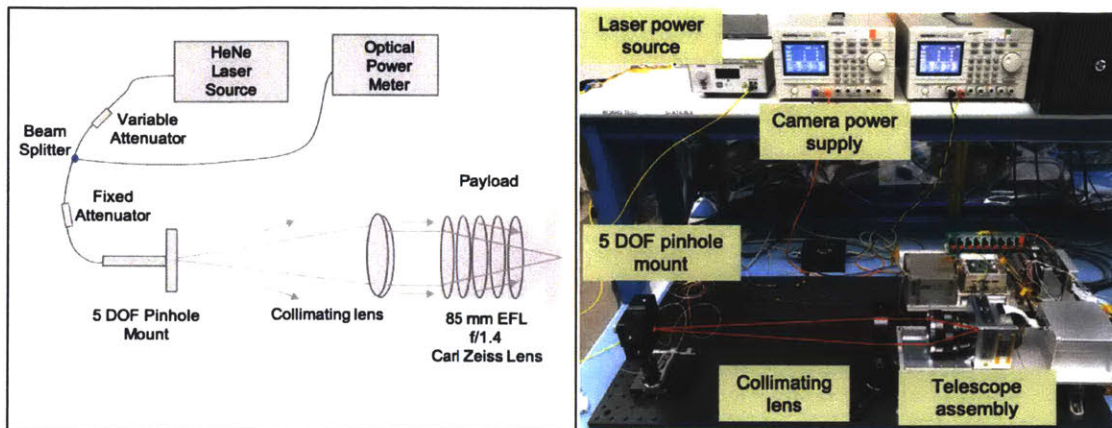 HeNe
Laser
Source
Optical
Power
Meter
Variable
Attenuator
Beam
Splitter
Fixed
Attenuator
Payload
5 DOF Pinhole
Mount
Collimating lens
85 mm EFL
f/1.4
Carl Zeiss Lens
Laser power
source
Camera power
supply
5 DOF pinhole
mount
Collimating
lens
Telescope
assembly